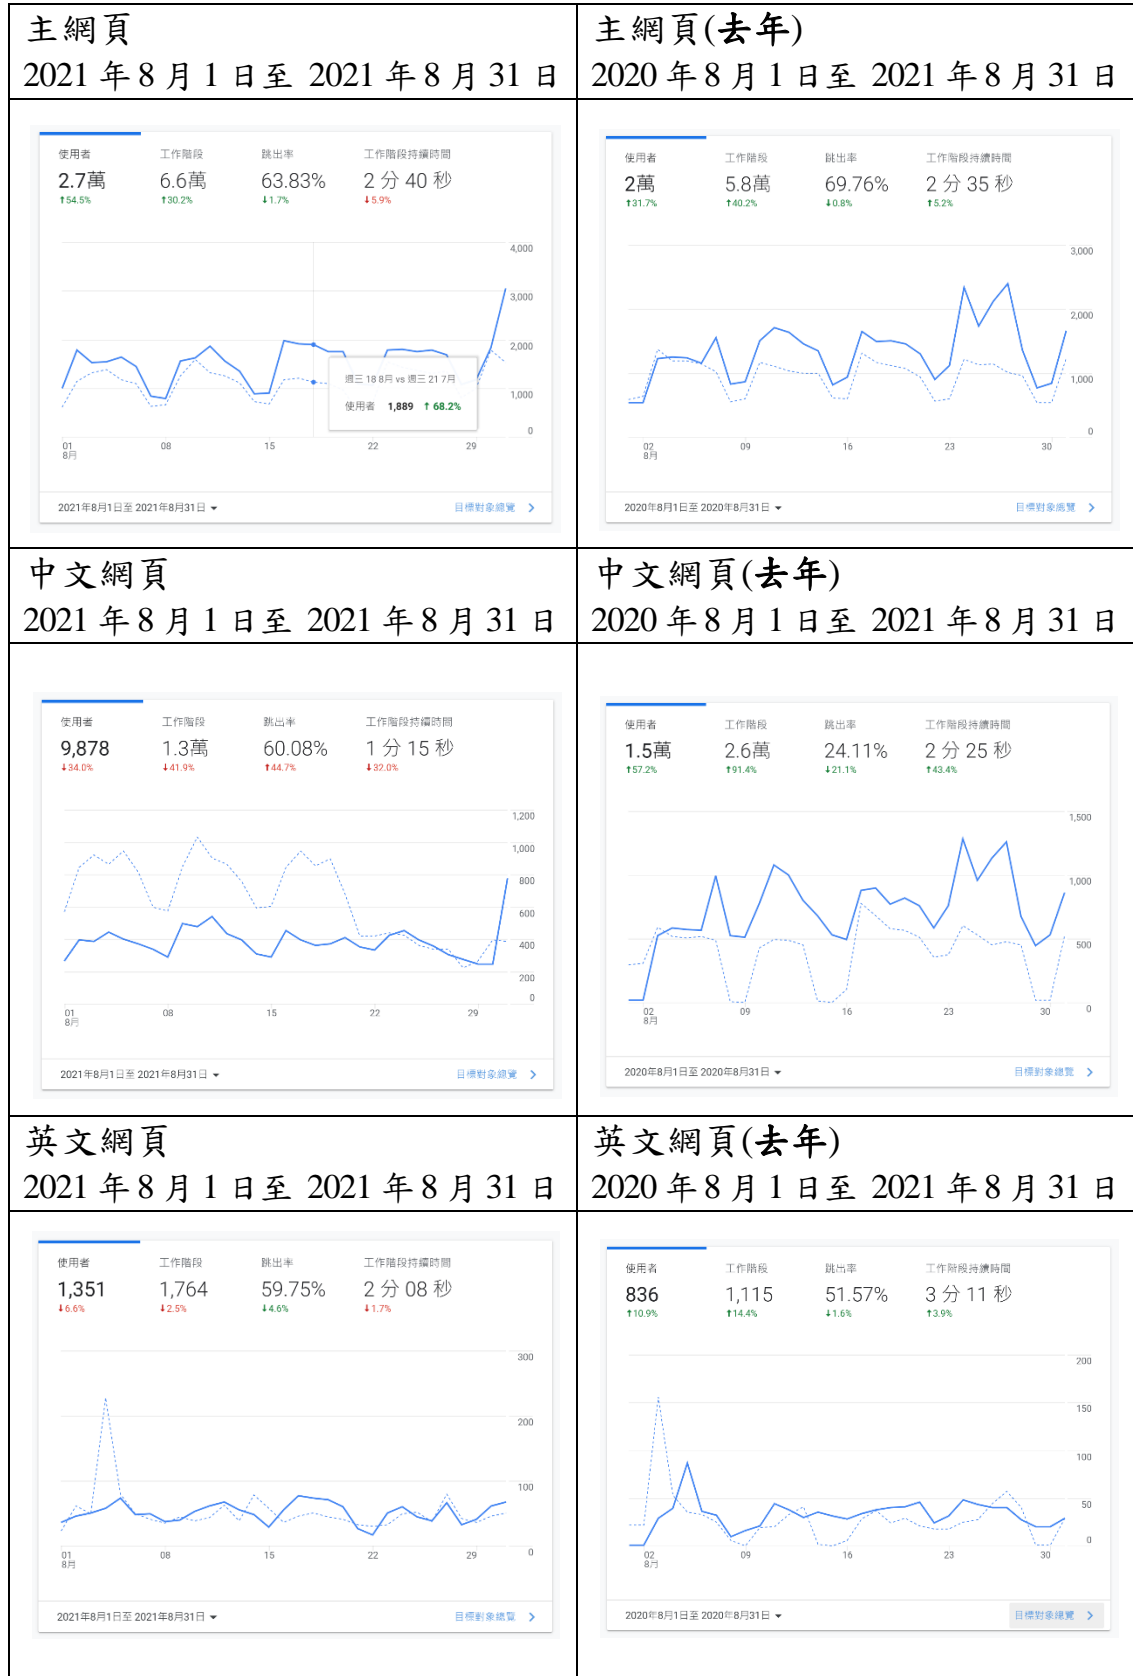 主網頁
2021 年 8 月 1 日至 2021 年 8 月 31 日
主網頁(去年)
2020 年 8 月 1 日至 2021 年 8 月 31 日
使用者 工作階段 跳出率 工作階段持續時間
2.7萬 6.6萬 63.83% 2 分 40 秒
↑54.5% ↑30.2% ↓1.7% ↓5.9%
4,000
3,000
2,000
1,000
0
週三 18 8月 vs 週三 21 7月
使用者 1,889 ↑ 68.2%
01 08 15 22 29
8月
2021年8月1日至 2021年8月31日
目標對象總覽
使用者 工作階段 跳出率 工作階段持續時間
2萬 5.8萬 69.76% 2 分 35 秒
↑31.7% ↑40.2% ↓0.8% ↑5.2%
3,000
2,000
1,000
0
02 09 16 23 30
8月
2020年8月1日至 2020年8月31日
目標對象總覽
中文網頁
2021 年 8 月 1 日至 2021 年 8 月 31 日
中文網頁(去年)
2020 年 8 月 1 日至 2021 年 8 月 31 日
使用者 工作階段 跳出率 工作階段持續時間
9,878 1.3萬 60.08% 1 分 15 秒
↓34.0% ↓41.9% ↑44.7% ↓32.0%
1,200
1,000
800
600
400
200
0
01 08 15 22 29
8月
2021年8月1日至 2021年8月31日
目標對象總覽
使用者 工作階段 跳出率 工作階段持續時間
1.5萬 2.6萬 24.11% 2 分 25 秒
↑57.2% ↑91.4% ↓21.1% ↑43.4%
1,500
1,000
500
0
02 09 16 23 30
8月
2020年8月1日至 2020年8月31日
目標對象總覽
英文網頁
2021 年 8 月 1 日至 2021 年 8 月 31 日
英文網頁(去年)
2020 年 8 月 1 日至 2021 年 8 月 31 日
使用者 工作階段 跳出率 工作階段持續時間
1,351 1,764 59.75% 2 分 08 秒
↓6.6% ↓2.5% ↓4.6% ↓1.7%
300
200
100
0
01 08 15 22 29
8月
2021年8月1日至 2021年8月31日
目標對象總覽
使用者 工作階段 跳出率 工作階段持續時間
836 1,115 51.57% 3 分 11 秒
↑10.9% ↑14.4% ↓1.6% ↑3.9%
200
150
100
50
0
02 09 16 23 30
8月
2020年8月1日至 2020年8月31日
目標對象總覽